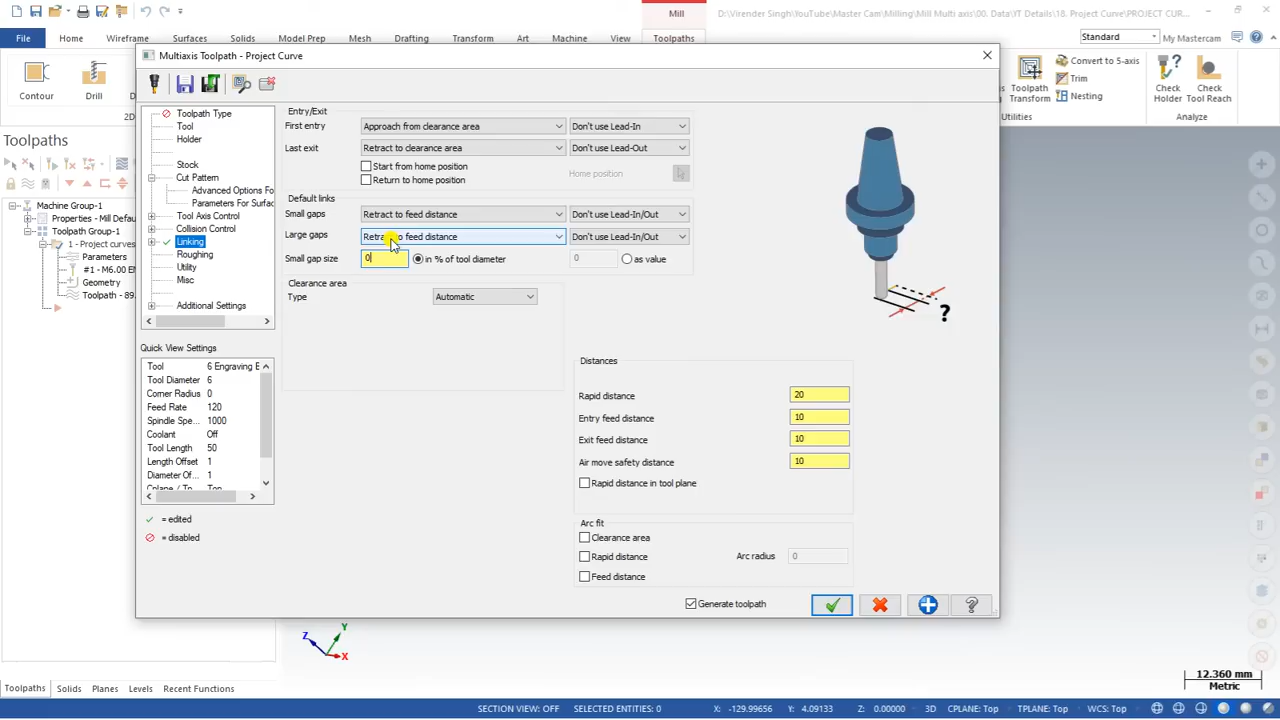 Mill
D:\Virender Singh\YouTube\Master Cam\Milling\Mill Multi axis\00. Data\YT Details\18. Project Curve\PROJECT CUR...
File Home Wireframe Curves Surfaces Solids Model Prep Mesh Drafting Transform Art Machine View Toolpaths
Standard
My Mastercam
Contour
Drill
2D
Multiaxis Toolpath - Project Curve
Toolpath Transform
Convert to 5-axis
Trim
Nesting
Utilities
Check Holder
Check Tool Reach
Analyze
Toolpaths
Machine Group-1
Properties - Mill Defau
Toolpath Group-1
1 - Project curves
Parameters
#1 - M6.00 EN
Geometry
Toolpath - 89.
Toolpath Type
Tool
Holder
Stock
Cut Pattern
Advanced Options Fo
Parameters For Surfac
Tool Axis Control
Collision Control
Linking
Roughing
Utility
Misc
Additional Settings
Quick View Settings
Tool 6 Engraving E
Tool Diameter 6
Corner Radius 0
Feed Rate 120
Spindle Spe... 1000
Coolant Off
Tool Length 50
Length Offset 1
Diameter Of... 1
Cplane / Tp... Top
= edited
= disabled
Entry/Exit
First entry Approach from clearance area Don't use Lead-In
Last exit Retract to clearance area Don't use Lead-Out
Start from home position
Home position
Return to home position
Default links
Small gaps Retract to feed distance Don't use Lead-In/Out
Large gaps Retract to feed distance Don't use Lead-In/Out
Small gap size 0 in % of tool diameter 0 as value
Clearance area
Type Automatic
?
Distances
Rapid distance 20
Entry feed distance 10
Exit feed distance 10
Air move safety distance 10
Rapid distance in tool plane
Arc fit
Clearance area
Rapid distance Arc radius 0
Feed distance
Generate toolpath
?
Z Y X
12.360 mm
Metric
Toolpaths Solids Planes Levels Recent Functions
SECTION VIEW: OFF SELECTED ENTITIES: 0 X: -129.99656 Y: 4.09133 Z: 0.00000 3D CPLANE: Top TPLANE: Top WCS: Top